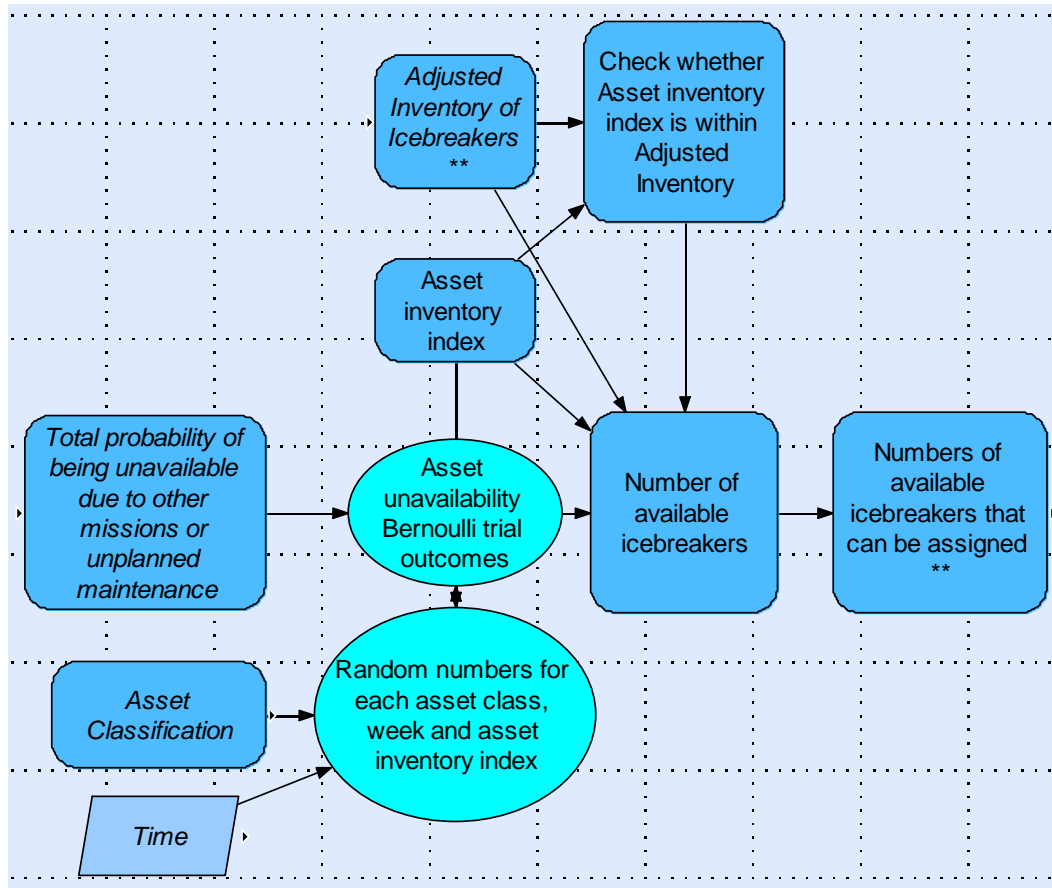 Adjusted
Inventory of
Icebreakers
**
Check whether
Asset inventory
index is within
Adjusted
Inventory
Asset
inventory
index
Total probability of
being unavailable
due to other
missions or
unplanned
maintenance
Asset
unavailability
Bernoulli trial
outcomes
Number of
available
icebreakers
Numbers of
available
icebreakers that
can be assigned
**
Asset
Classification
Random numbers for
each asset class,
week and asset
inventory index
Time